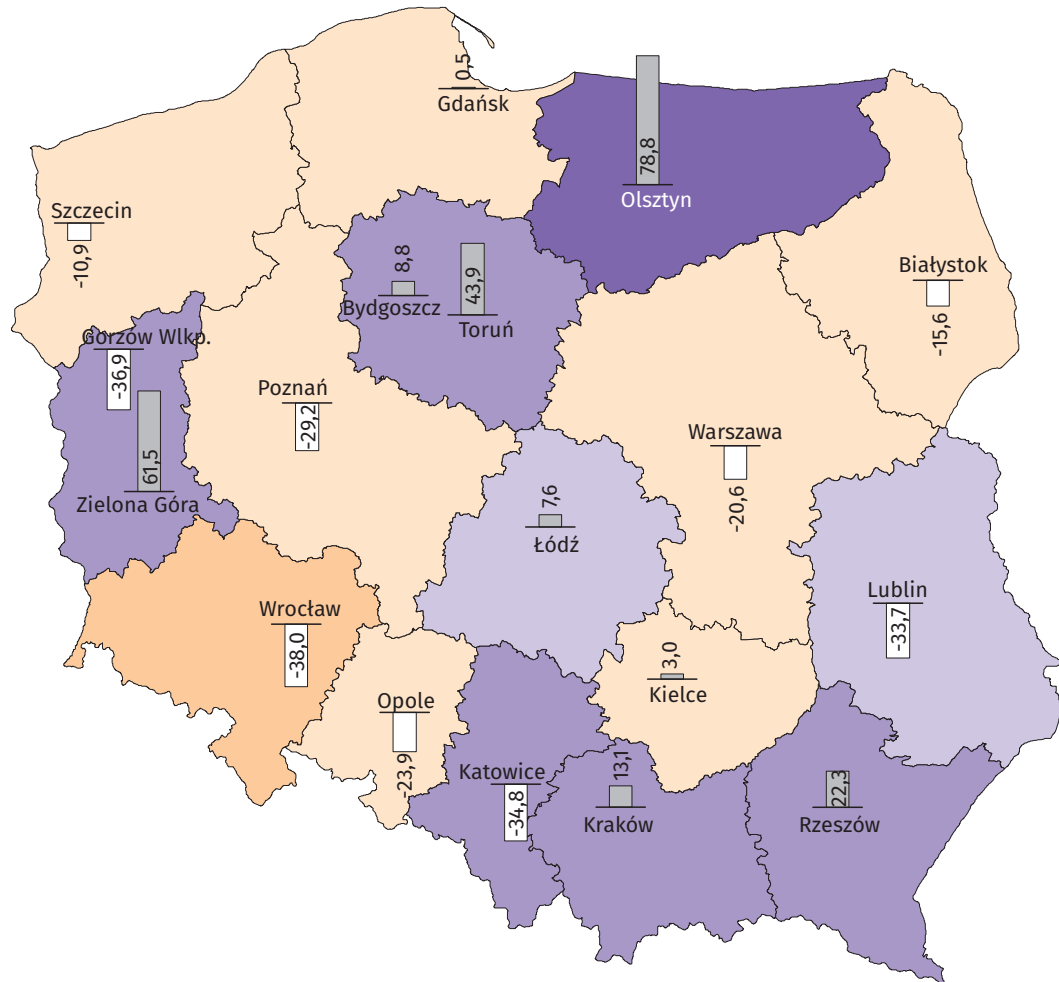 0,5
Gdańsk
78,8
Olsztyn
Szczecin
-10,9
8,8
Bydgoszcz
43,9
Toruń
Białystok
-15,6
Gorzów Wlkp.
-36,9
61,5
Zielona Góra
Poznań
-29,2
Warszawa
-20,6
7,6
Łódź
Lublin
-33,7
Wrocław
-38,0
3,0
Kielce
Opole
-23,9
Katowice
-34,8
13,1
Kraków
22,3
Rzeszów